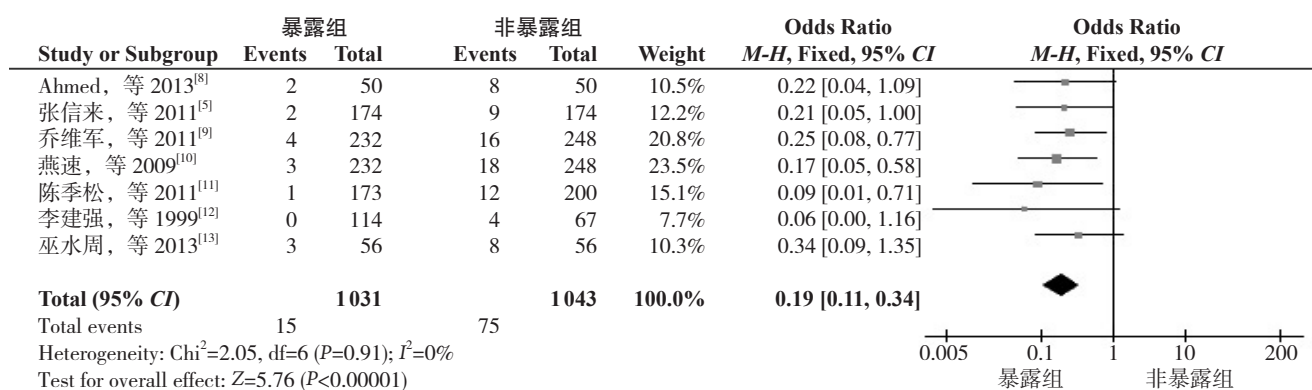 暴露组 非暴露组 Odds Ratio Odds Ratio
Study or Subgroup Events Total Events Total Weight M-H, Fixed, 95% CI M-H, Fixed, 95% CI
Ahmed, 等 2013[8] 2 50 8 50 10.5% 0.22 [0.04, 1.09]
张信来, 等 2011[5] 2 174 9 174 12.2% 0.21 [0.05, 1.00]
乔维军, 等 2011[9] 4 232 16 248 20.8% 0.25 [0.08, 0.77]
燕速, 等 2009[10] 3 232 18 248 23.5% 0.17 [0.05, 0.58]
陈季松, 等 2011[11] 1 173 12 200 15.1% 0.09 [0.01, 0.71]
李建强, 等 1999[12] 0 114 4 67 7.7% 0.06 [0.00, 1.16]
巫水周, 等 2013[13] 3 56 8 56 10.3% 0.34 [0.09, 1.35]
Total (95% CI) 1 031 1 043 100.0% 0.19 [0.11, 0.34]
Total events 15 75
Heterogeneity: Chi²=2.05, df=6 (P=0.91); I²=0%
Test for overall effect: Z=5.76 (P<0.00001)
0.005 0.1 1 10 200
暴露组 非暴露组